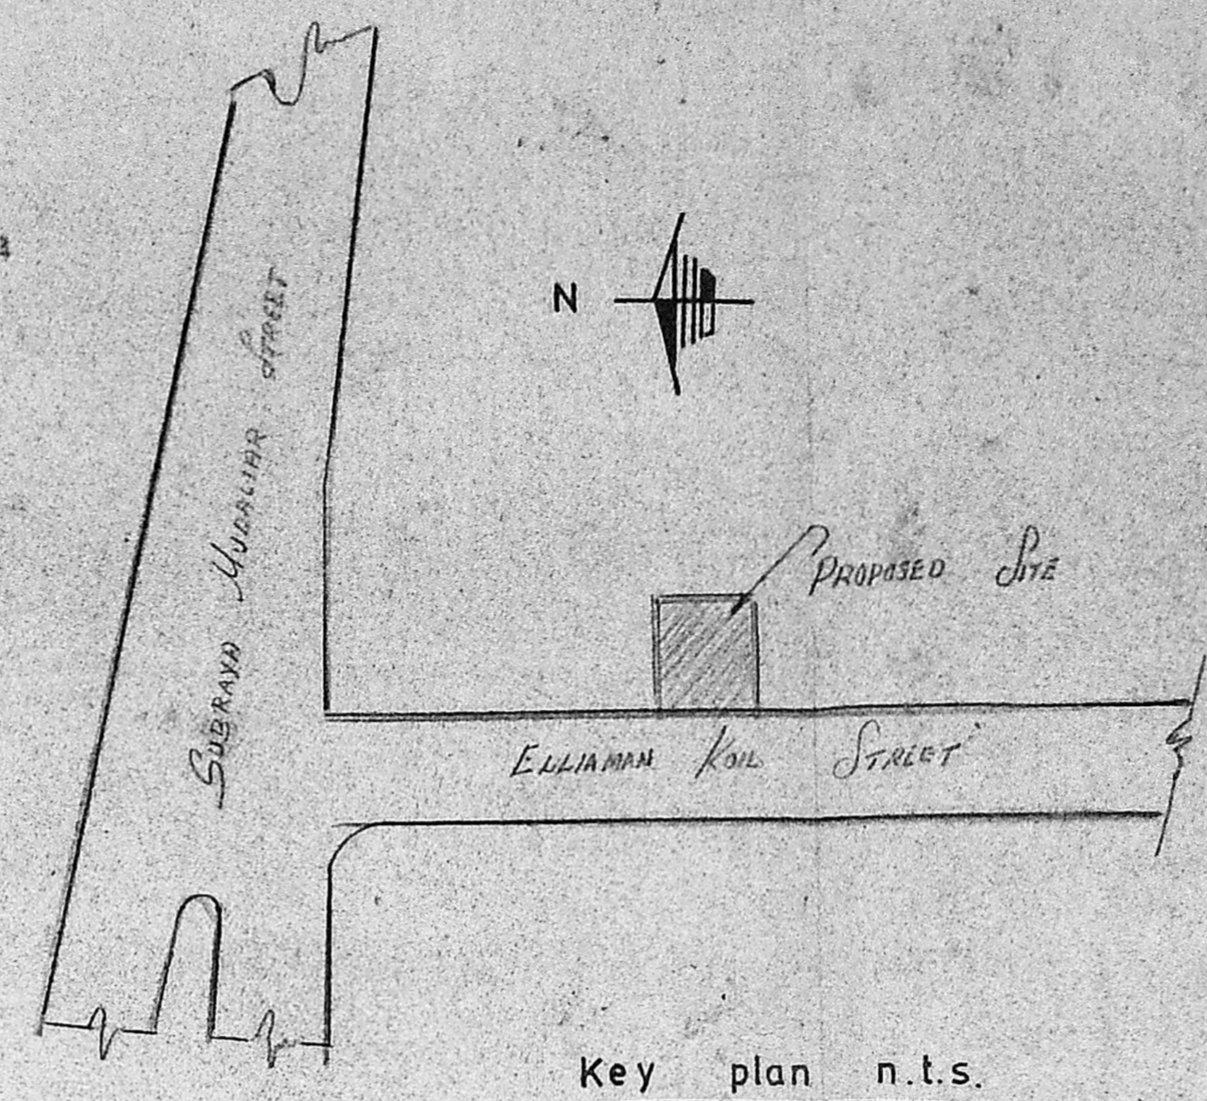 N
SUBRAYA MUDALIAR STREET
PROPOSED SITE
ELLIAMAN KOIL STREET
Key plan n.t.s.